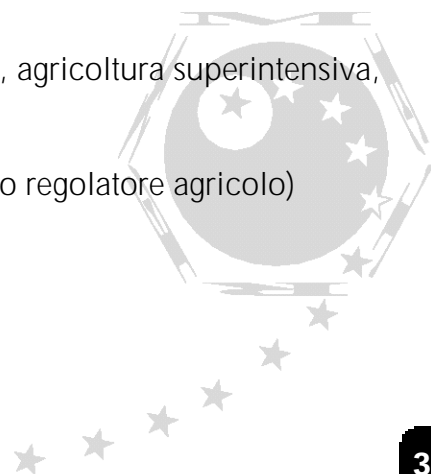 , agricoltura superintensiva,
o regolatore agricolo)
3